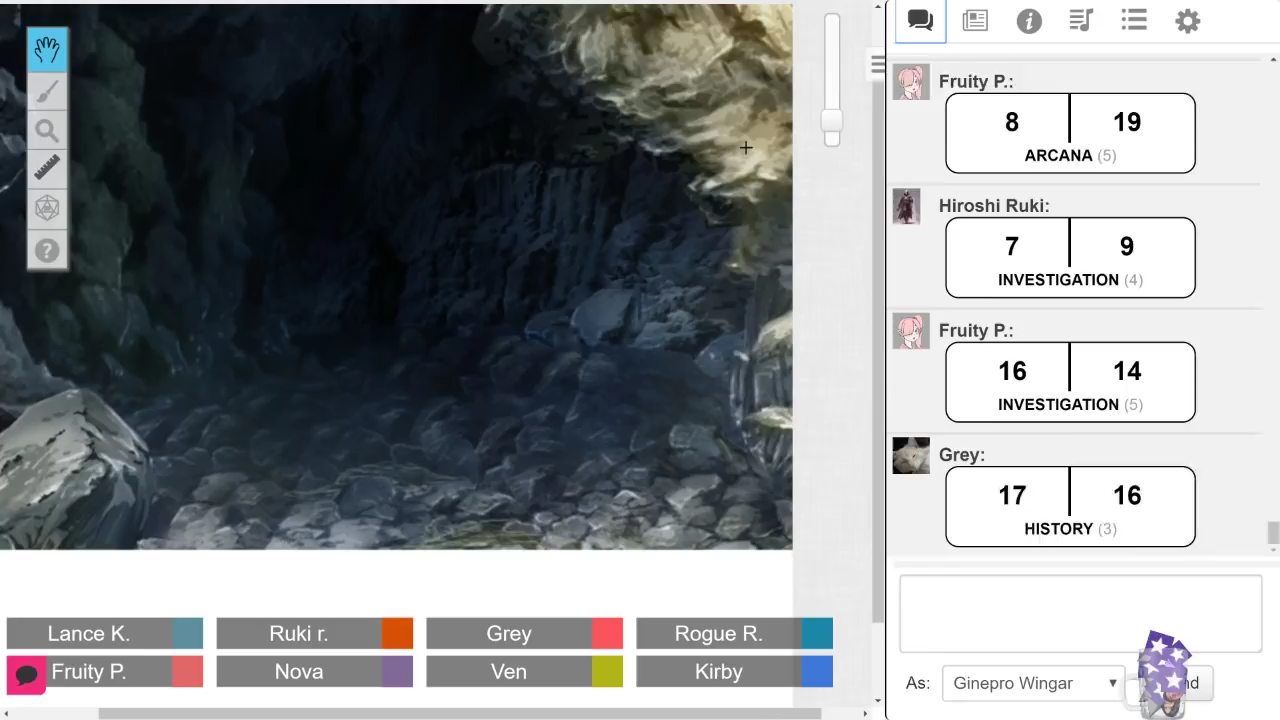 Fruity P.:
8 19
ARCANA (5)
Hiroshi Ruki:
7 9
INVESTIGATION (4)
Fruity P.:
16 14
INVESTIGATION (5)
Grey:
17 16
HISTORY (3)
Lance K. Ruki r. Grey Rogue R.
Fruity P. Nova Ven Kirby
As: Ginepro Wingar